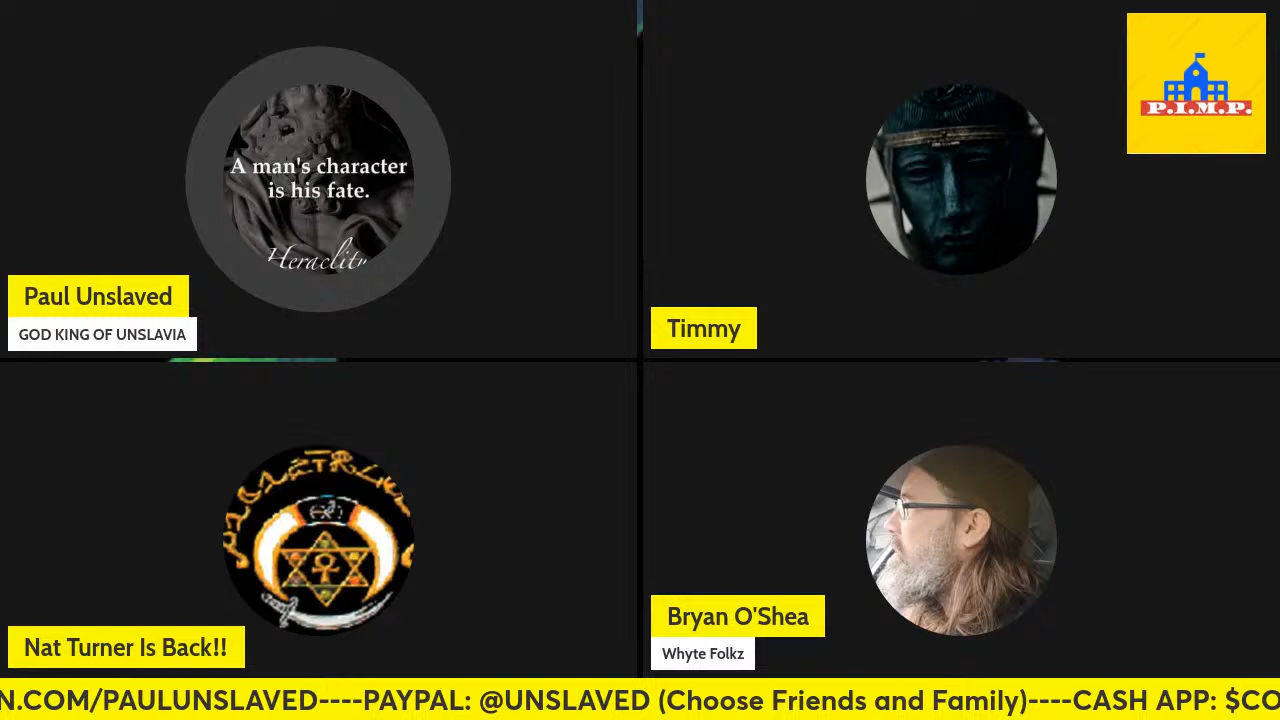 A man's character
is his fate.
Paul Unslaved
GOD KING OF UNSLAVIA
Timmy
P.I.M.P.
Nat Turner Is Back!!
Bryan O'Shea
Whyte Folkz
N.COM/PAULUNSLAVED----PAYPAL: @UNSLAVED (Choose Friends and Family)----CASH APP: $CO